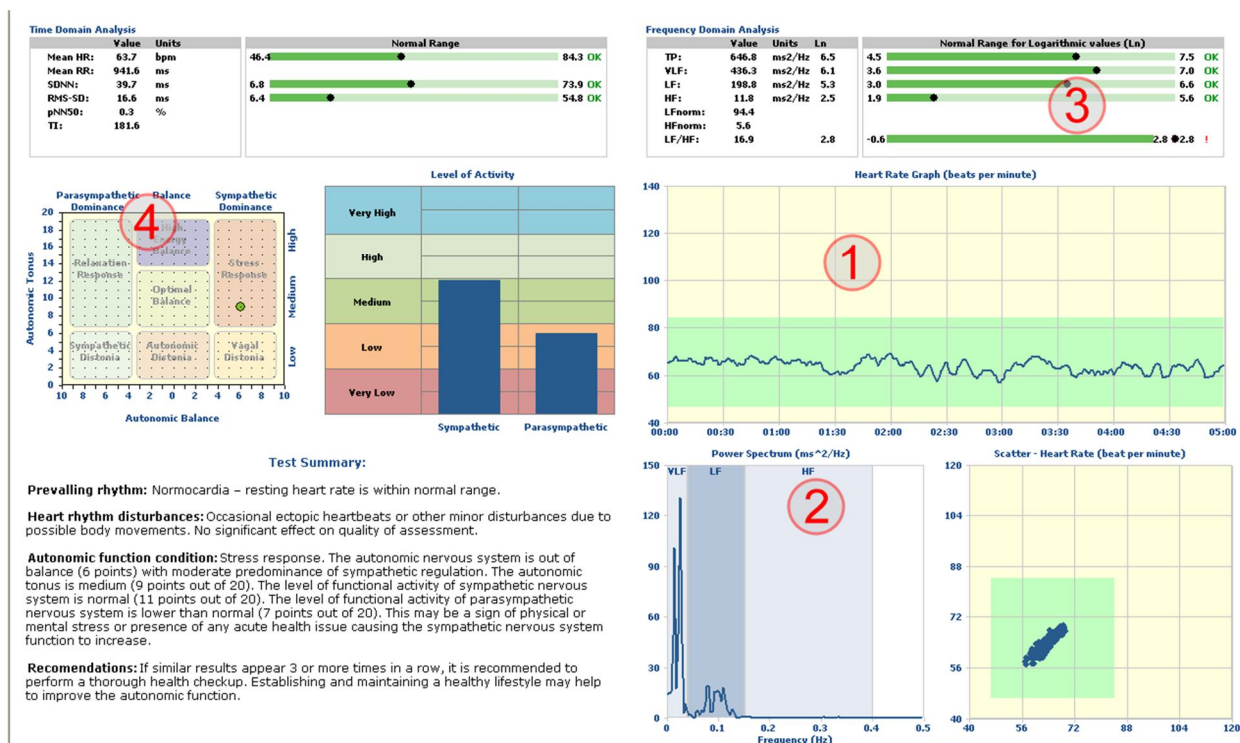 Time Domain Analysis
Value Units
Normal Range
Mean HR: 63.7 bpm 46.4 84.3 OK
Mean RR: 941.6 ms
SDNN: 39.7 ms 6.8 73.9 OK
RMS-SD: 16.6 ms 6.4 54.8 OK
pNN50: 0.3 %
TI: 181.6
Frequency Domain Analysis
Value Units Ln
Normal Range for Logarithmic values (Ln)
TP: 646.8 ms2/Hz 6.5 4.5 7.5 OK
VLF: 436.3 ms2/Hz 6.1 3.6 7.0 OK
LF: 198.8 ms2/Hz 5.3 3.0 6.6 OK
HF: 11.8 ms2/Hz 2.5 1.9 5.6 OK
LFnorm: 94.4
HFnorm: 5.6
LF/HF: 16.9 2.8 -0.6 2.8 2.8 !
3
Parasympathetic Balance Sympathetic
Dominance Dominance
4
20
18
16
14
12
10
8
6
4
2
0
Autonomic Tonus
High Energy Balance
Relaxation Response
Stress Response
Optimal Balance
Sympathetic Distonia
Autonomic Distonia
Vagal Distonia
High
Medium
Low
10 8 6 4 2 0 2 4 6 8 10
Autonomic Balance
Level of Activity
Very High
High
Medium
Low
Very Low
Sympathetic Parasympathetic
Heart Rate Graph (beats per minute)
1
140
120
100
80
60
40
00:00 00:30 01:00 01:30 02:00 02:30 03:00 03:30 04:00 04:30 05:00
Test Summary:
Prevalling rhythm: Normocardia – resting heart rate is within normal range.
Heart rhythm disturbances: Occasional ectopic heartbeats or other minor disturbances due to
possible body movements. No significant effect on quality of assessment.
Autonomic function condition: Stress response. The autonomic nervous system is out of
balance (6 points) with moderate predominance of sympathetic regulation. The autonomic
tonus is medium (9 points out of 20). The level of functional activity of sympathetic nervous
system is normal (11 points out of 20). The level of functional activity of parasympathetic
nervous system is lower than normal (7 points out of 20). This may be a sign of physical or
mental stress or presence of any acute health issue causing the sympathetic nervous system
function to increase.
Recomendations: If similar results appear 3 or more times in a row, it is recommended to
perform a thorough health checkup. Establishing and maintaining a healthy lifestyle may help
to improve the autonomic function.
Power Spectrum (ms^2/Hz)
VLF LF HF
2
150
120
90
60
30
0
0 0.1 0.2 0.3 0.4 0.5
Frequency (Hz)
Scatter - Heart Rate (beat per minute)
120
104
88
72
56
40
40 56 72 88 104 120